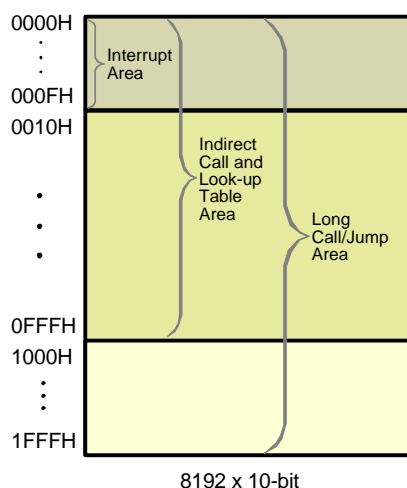 0000H
Interrupt
Area
000FH
0010H
Indirect
Call and
Look-up
Table
Area
Long
Call/Jump
Area
0FFFH
1000H
1FFFH
8192 x 10-bit